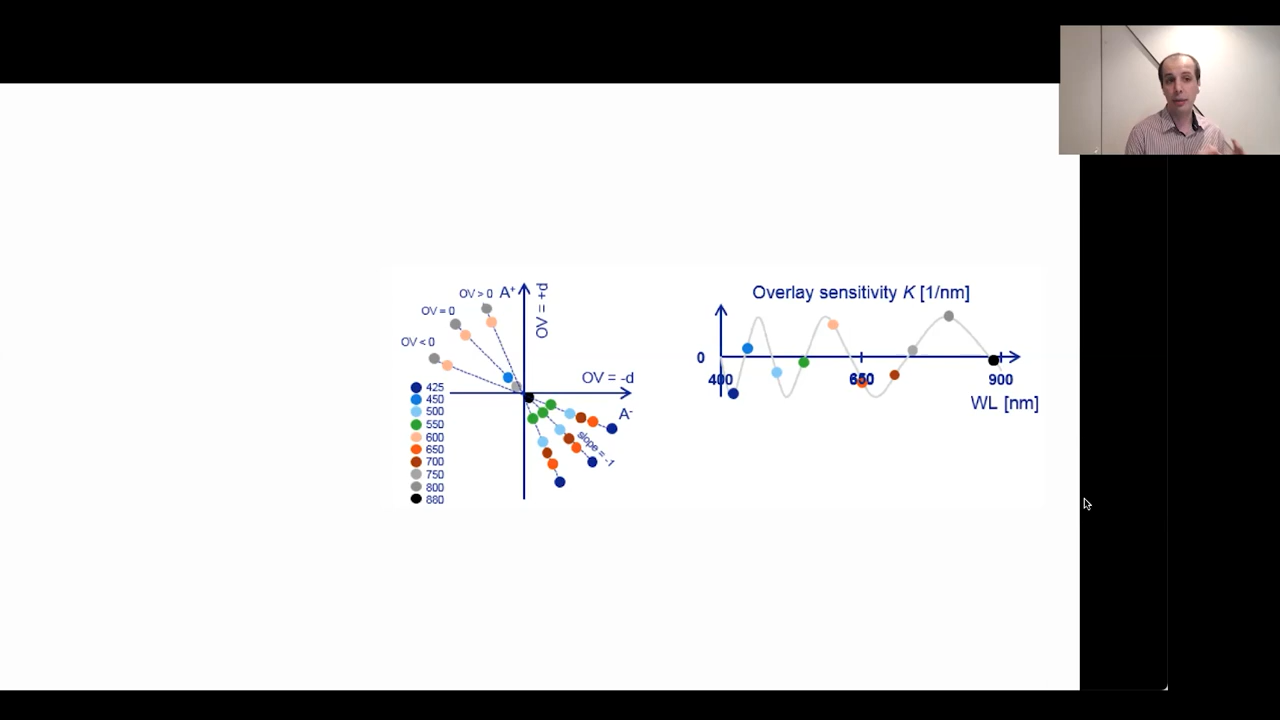 OV > 0
A+
OV = +d
OV = 0
OV < 0
OV = -d
A-
slope = -1
425
450
500
550
600
650
700
750
800
880
Overlay sensitivity K [1/nm]
0
400
650
900
WL [nm]